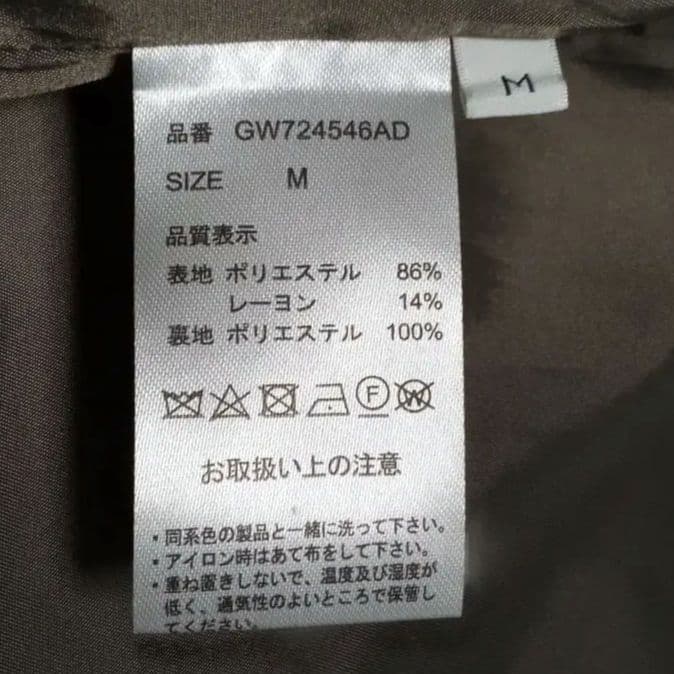 M
品番 GW724546AD
SIZE M
品質表示
表地 ポリエステル 86%
レーヨン 14%
裏地 ポリエステル 100%
F W
お取扱い上の注意
・同系色の製品と一緒に洗って下さい。
・アイロン時はあて布をして下さい。
・重ね置きしないで、温度及び湿度が
低く、通気性のよいところで保管し
てください。